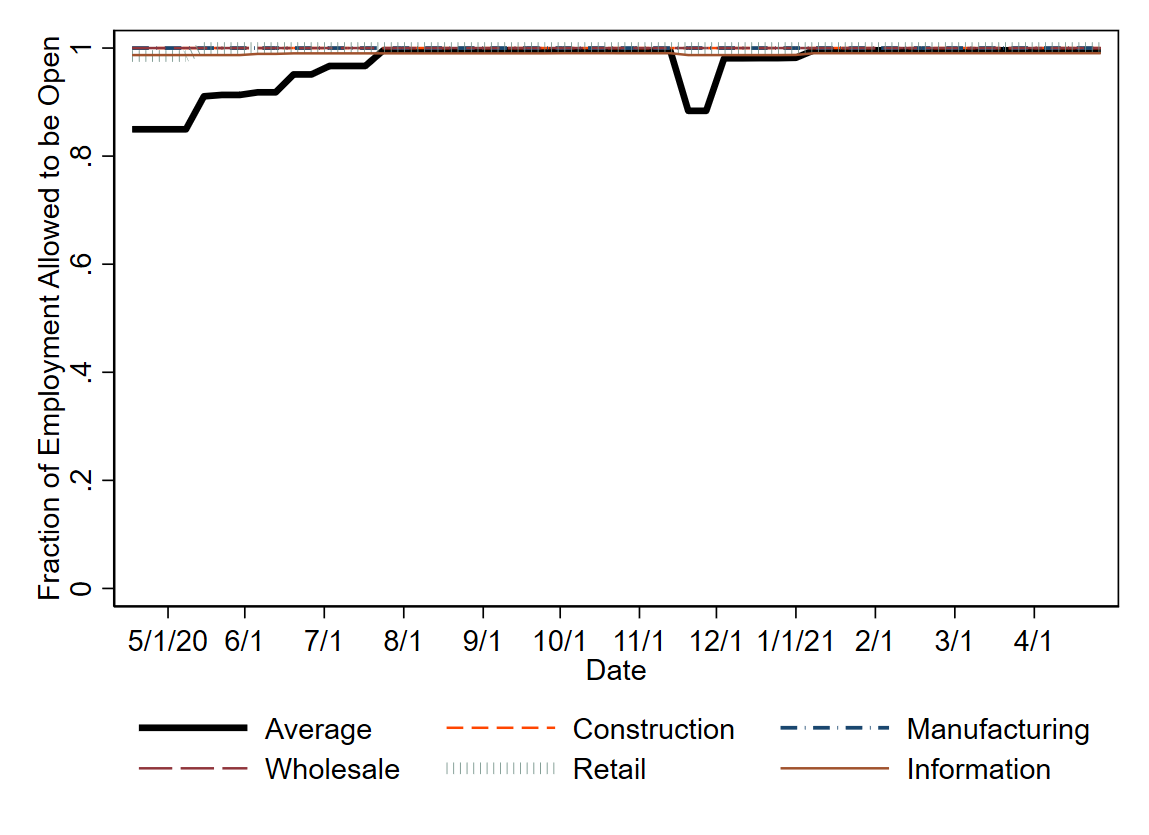 Fraction of Employment Allowed to be Open
1
.8
.6
.4
.2
0
5/1/20 6/1 7/1 8/1 9/1 10/1 11/1 12/1 1/1/21 2/1 3/1 4/1
Date
Average Construction Manufacturing
Wholesale Retail Information